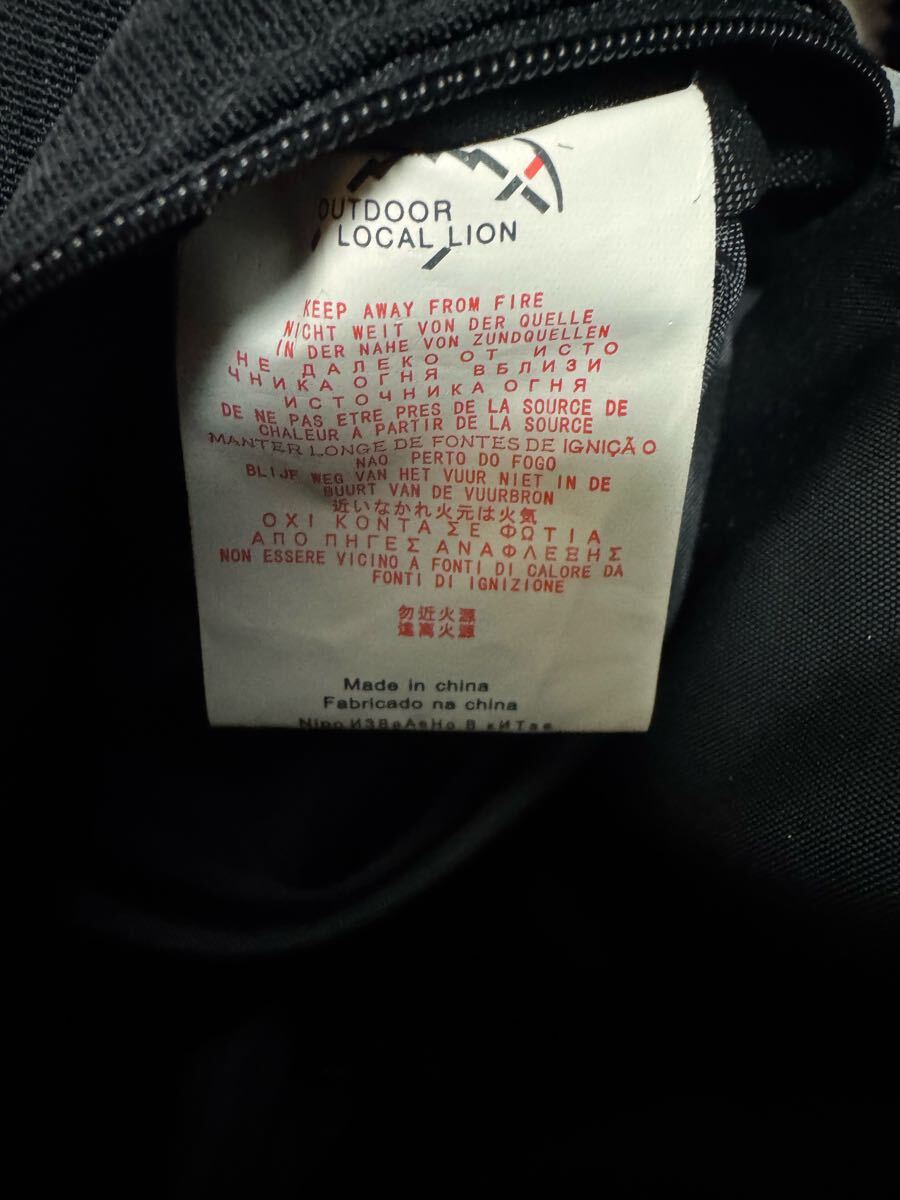 OUTDOOR
LOCAL LION
KEEP AWAY FROM FIRE
NICHT WEIT VON DER QUELLE
IN DER NAHE VON ZUNDQUELLEN
НЕ ДАЛЕКО ОТ ИСТО
ЧНИКА ОГНЯ ВБЛИЗИ
ИСТОЧНИКА ОГНЯ
DE NE PAS ETRE PRES DE LA SOURCE DE
CHALEUR A PARTIR DE LA SOURCE
MANTER LONGE DE FONTES DE IGNIÇÃ O
NAO PERTO DO FOGO
BLIJF WEG VAN HET VUUR NIET IN DE
BUURT VAN DE VUURBRON
近いなかれ火元は火気
ΟΧΙ ΚΟΝΤΑ ΣΕ ΦΩΤΙΑ
ΑΠΟ ΠΗΓΕΣ ΑΝΑΦΛΕΞΗΣ
NON ESSERE VICINO A FONTI DI CALORE DA
FONTI DI IGNIZIONE
勿近火源
遠离火源
Made in china
Fabricado na china